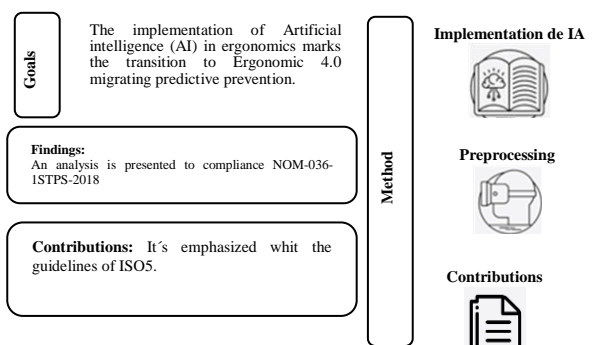 Goals
The implementation of Artificial
intelligence (AI) in ergonomics marks
the transition to Ergonomic 4.0
migrating predictive prevention.
Findings:
An analysis is presented to compliance NOM-036-
1STPS-2018
Contributions: It´s emphasized whit the
guidelines of ISO5.
Method
Implementation de IA
Preprocessing
Contributions